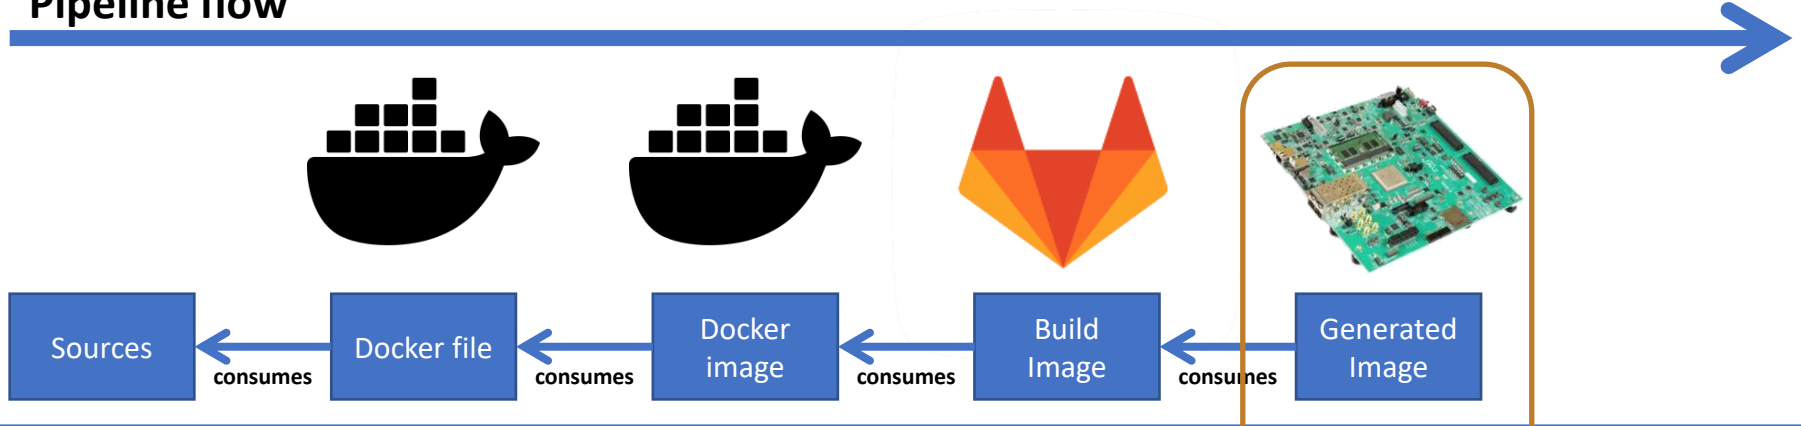 Pipeline flow
Sources
consumes
Docker file
consumes
Docker
image
consumes
Build
Image
consumes
Generated
Image